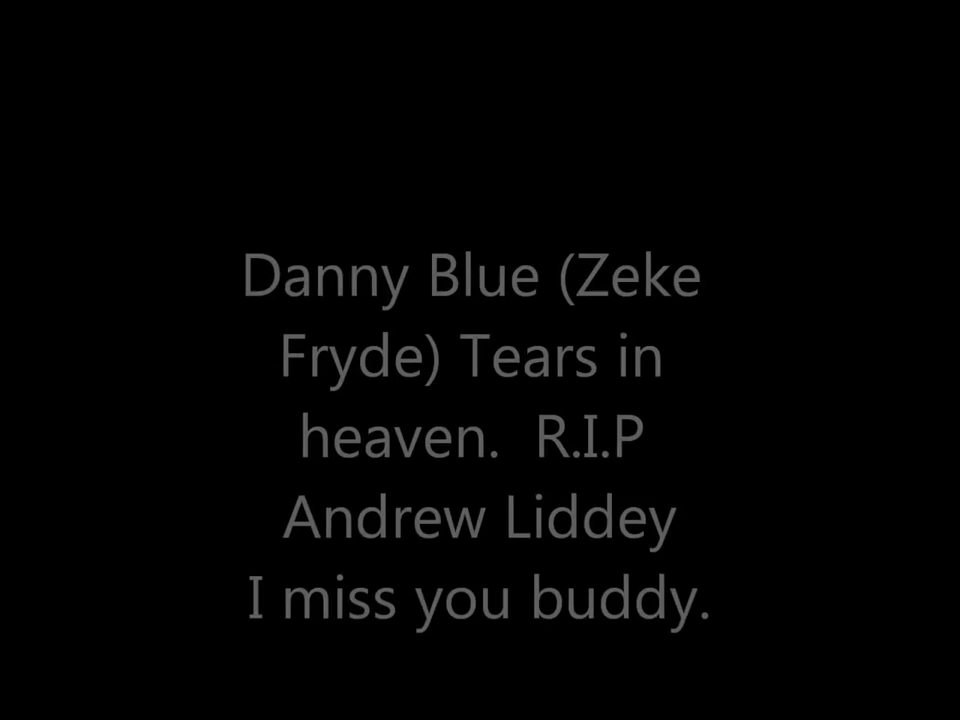 Danny Blue (Zeke
Fryde) Tears in
heaven.  R.I.P
Andrew Liddey
I miss you buddy.